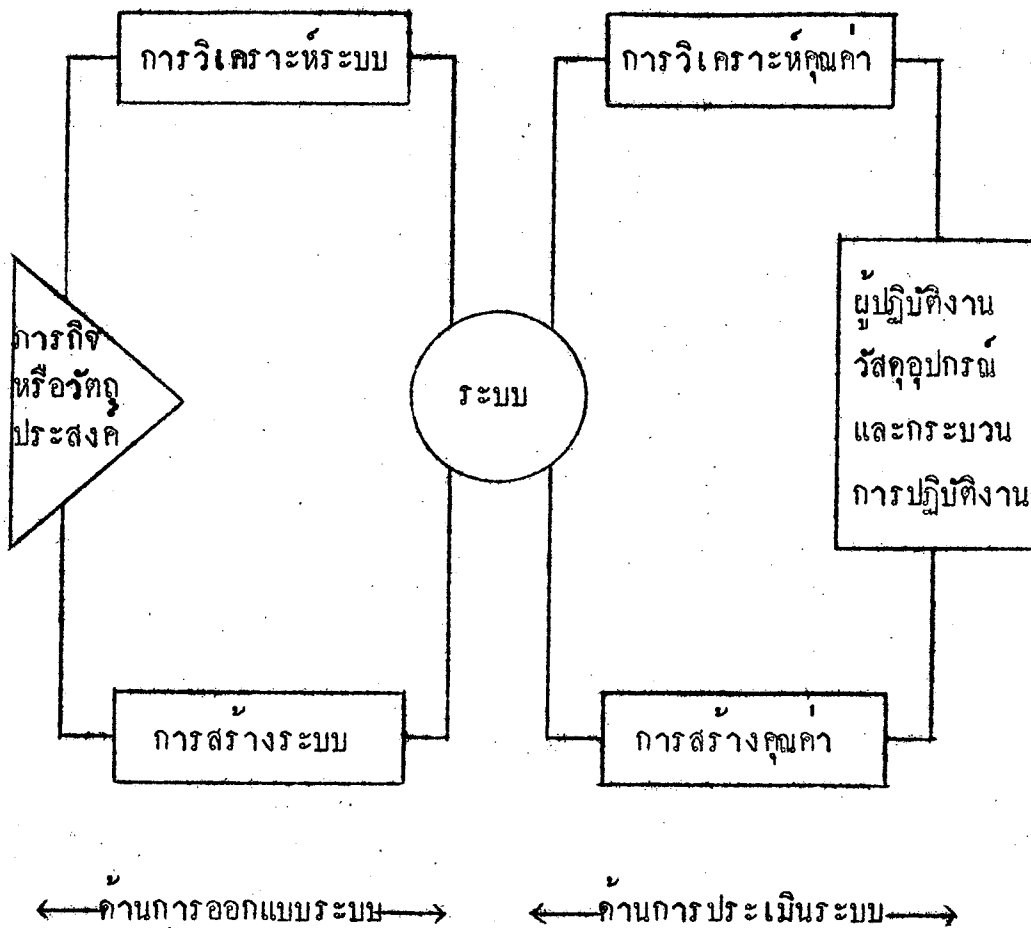 การวิเคราะห์ระบบ
การวิเคราะห์คุณค่า
ภารกิจ
หรือวัตถุ
ประสงค์
ระบบ
ผู้ปฏิบัติงาน
วัสดุอุปกรณ์
และกระบวน
การปฏิบัติงาน
การสร้างระบบ
การสร้างคุณค่า
ด้านการออกแบบระบบ
ด้านการประเมินระบบ